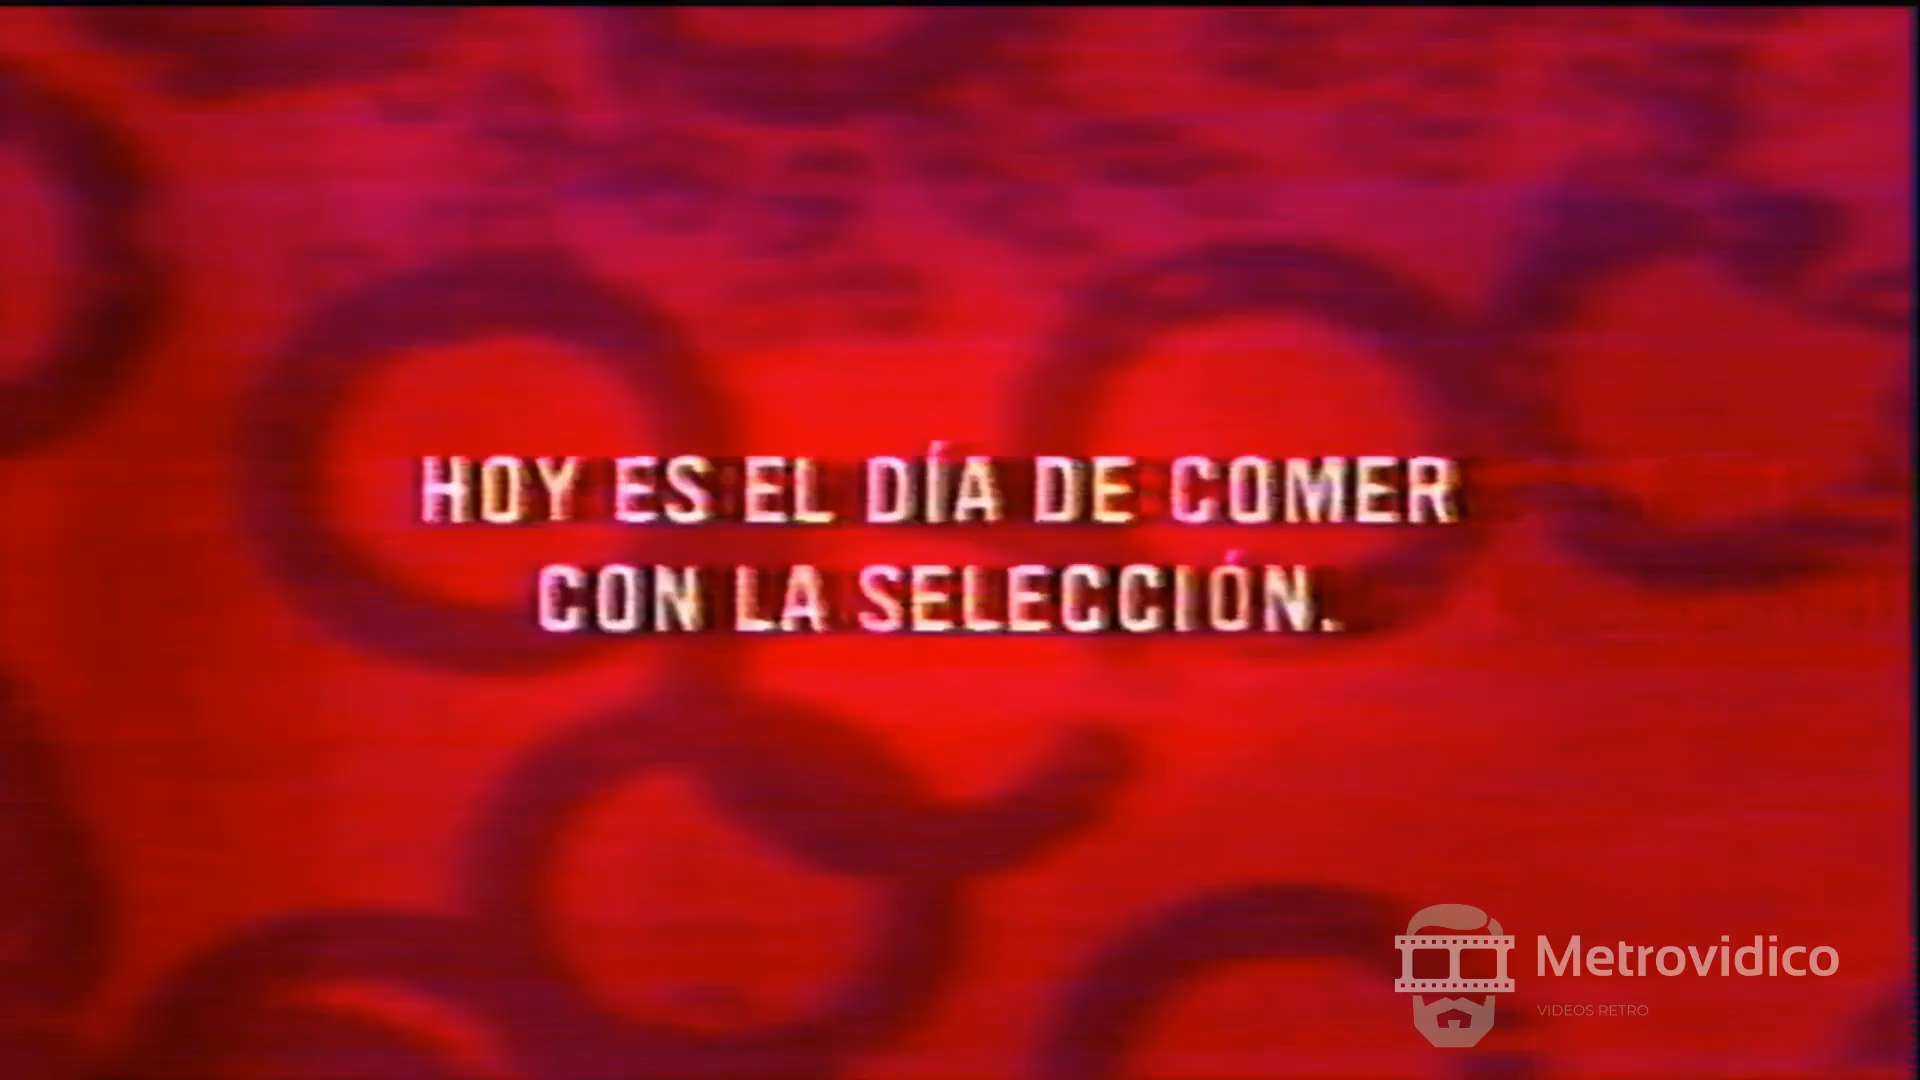 HOY ES EL DÍA DE COMER
CON LA SELECCIÓN.
Metrovidico
VIDEOS RETRO